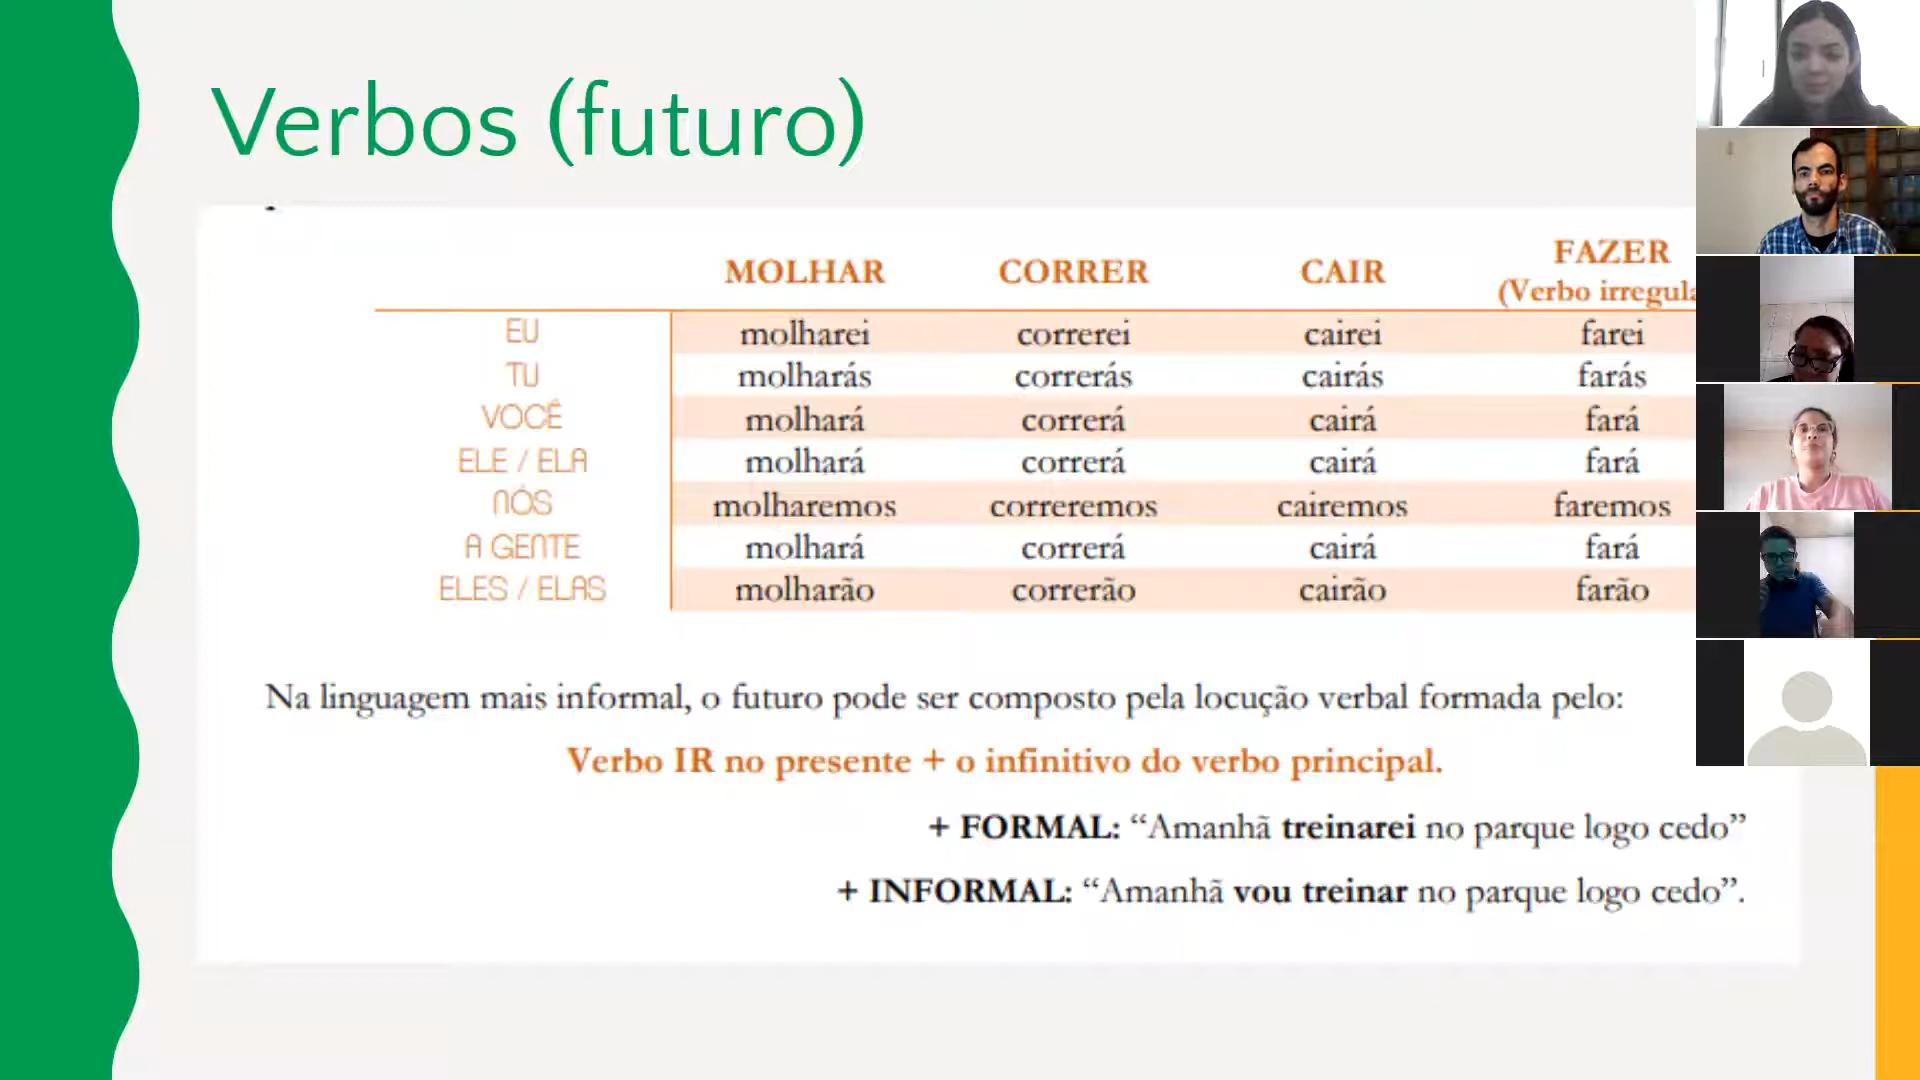 Verbos (futuro)
MOLHAR CORRER CAIR FAZER
(Verbo irregula
EU molharei correrei cairei farei
TU molharás correrás cairás farás
VOCÊ molhará correrá cairá fará
ELE / ELA molhará correrá cairá fará
NÓS molharemos correremos cairemos faremos
A GENTE molhará correrá cairá fará
ELES / ELAS molharão correrão cairão farão
Na linguagem mais informal, o futuro pode ser composto pela locução verbal formada pelo:
Verbo IR no presente + o infinitivo do verbo principal.
+ FORMAL: “Amanhã treinarei no parque logo cedo”
+ INFORMAL: “Amanhã vou treinar no parque logo cedo”.